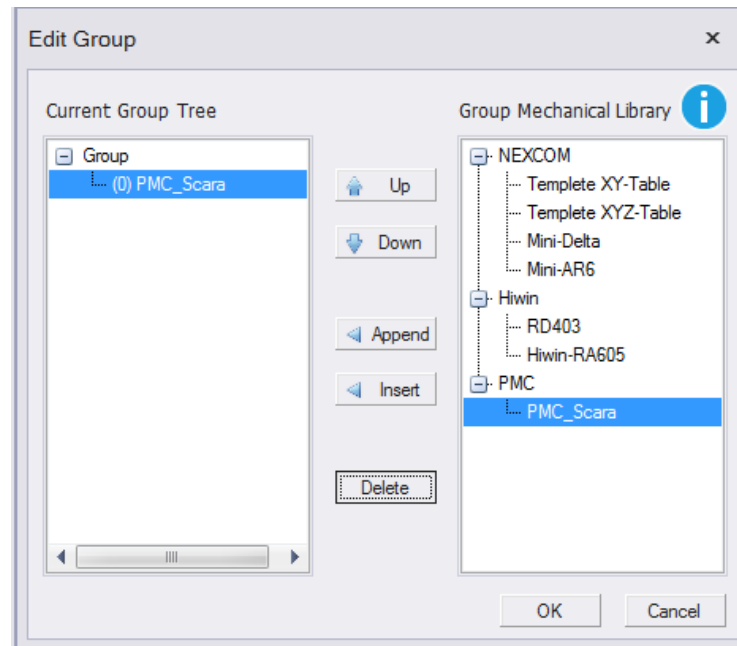 Edit Group
Current Group Tree
Group
(0) PMC_Scara
Up
Down
Append
Insert
Delete
Group Mechanical Library
NEXCOM
Templete XY-Table
Templete XYZ-Table
Mini-Delta
Mini-AR6
Hiwin
RD403
Hiwin-RA605
PMC
PMC_Scara
OK
Cancel